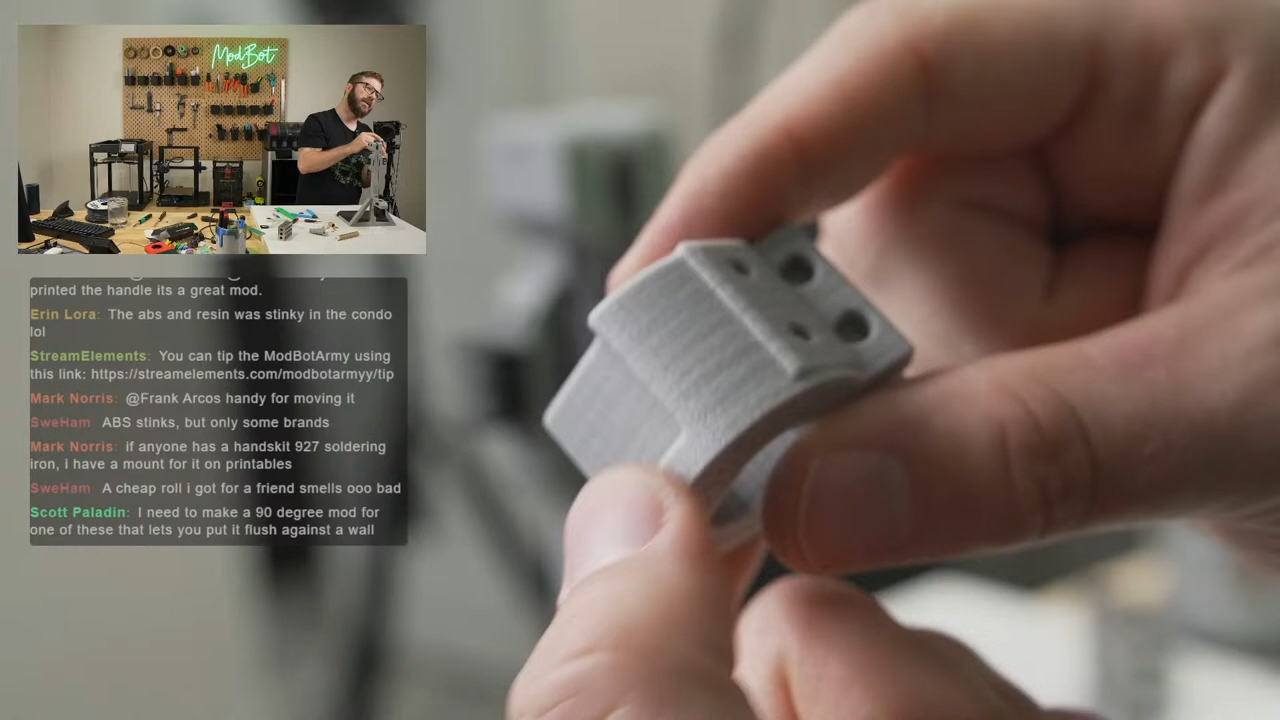 ModBot
printed the handle its a great mod.
Erin Lora: The abs and resin was stinky in the condo
lol
StreamElements: You can tip the ModBotArmy using
this link: https://streamelements.com/modbotarmyy/tip
Mark Norris: @Frank Arcos handy for moving it
SweHam ABS stinks, but only some brands
Mark Norris: if anyone has a handskit 927 soldering
iron, i have a mount for it on printables
SweHam A cheap roll i got for a friend smells ooo bad
Scott Paladin: I need to make a 90 degree mod for
one of these that lets you put it flush against a wall